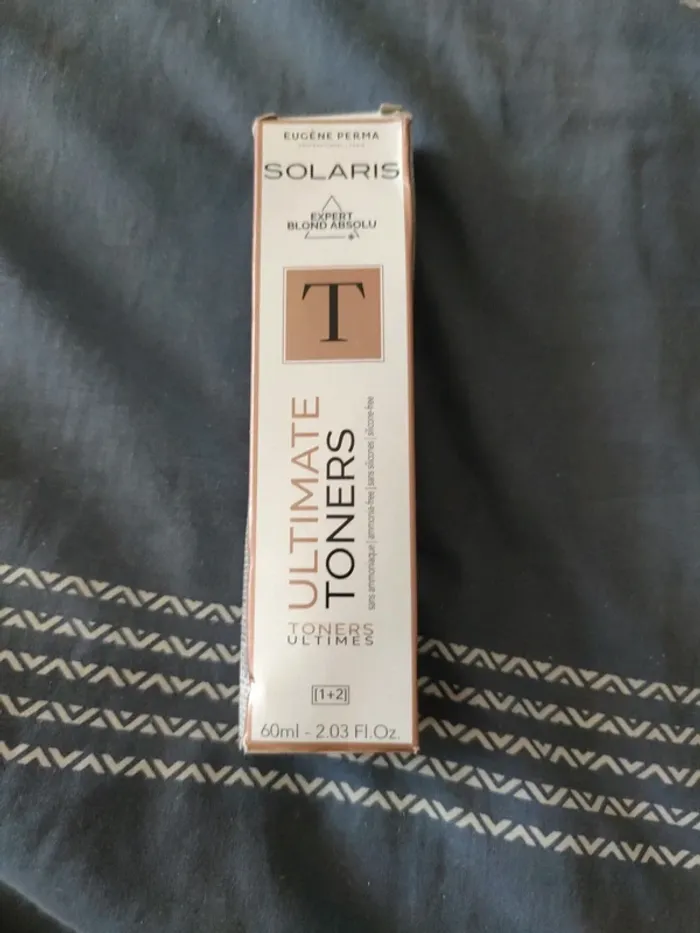 EUGÈNE PERMA
SOLARIS
EXPERT
BLOND ABSOLU
T
ULTIMATE
TONERS
sans ammoniaque | ammonia-free | sans silicones | silicone-free
TONERS
ULTIMES
[1+2]
60ml - 2.03 Fl.Oz.